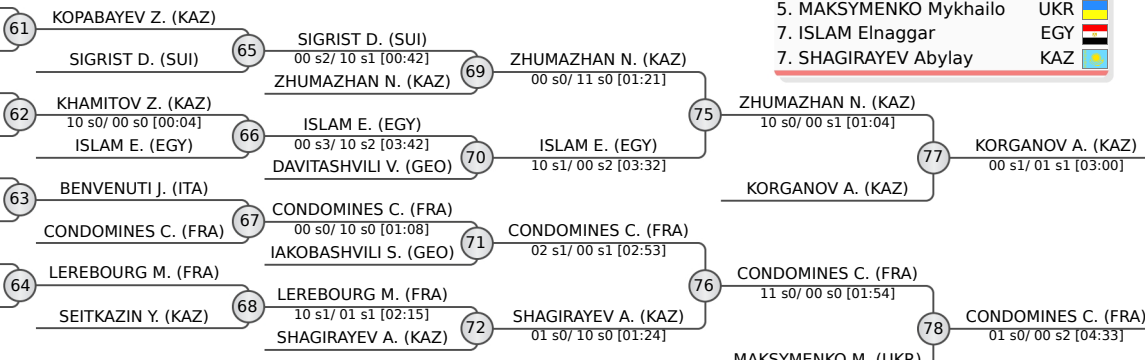 61
KOPABAYEV Z. (KAZ)
SIGRIST D. (SUI)
62
KHAMITOV Z. (KAZ)
10 s0/ 00 s0 [00:04]
ISLAM E. (EGY)
63
BENVENUTI J. (ITA)
CONDOMINES C. (FRA)
64
LEREBOURG M. (FRA)
SEITKAZIN Y. (KAZ)
65
SIGRIST D. (SUI)
00 s2/ 10 s1 [00:42]
ZHUMAZHAN N. (KAZ)
66
ISLAM E. (EGY)
00 s3/ 10 s2 [03:42]
DAVITASHVILI V. (GEO)
67
CONDOMINES C. (FRA)
00 s0/ 10 s0 [01:08]
IAKOBASHVILI S. (GEO)
68
LEREBOURG M. (FRA)
10 s1/ 01 s1 [02:15]
SHAGIRAYEV A. (KAZ)
69
ZHUMAZHAN N. (KAZ)
00 s0/ 11 s0 [01:21]
70
ISLAM E. (EGY)
10 s1/ 00 s2 [03:32]
71
CONDOMINES C. (FRA)
02 s1/ 00 s1 [02:53]
72
SHAGIRAYEV A. (KAZ)
01 s0/ 10 s0 [01:24]
75
ZHUMAZHAN N. (KAZ)
10 s0/ 00 s1 [01:04]
KORGANOV A. (KAZ)
76
CONDOMINES C. (FRA)
11 s0/ 00 s0 [01:54]
MAKSYMENKO M. (UKR)
77
KORGANOV A. (KAZ)
00 s1/ 01 s1 [03:00]
78
CONDOMINES C. (FRA)
01 s0/ 00 s2 [04:33]
5. MAKSYMENKO Mykhailo UKR
7. ISLAM Elnaggar EGY
7. SHAGIRAYEV Abylay KAZ